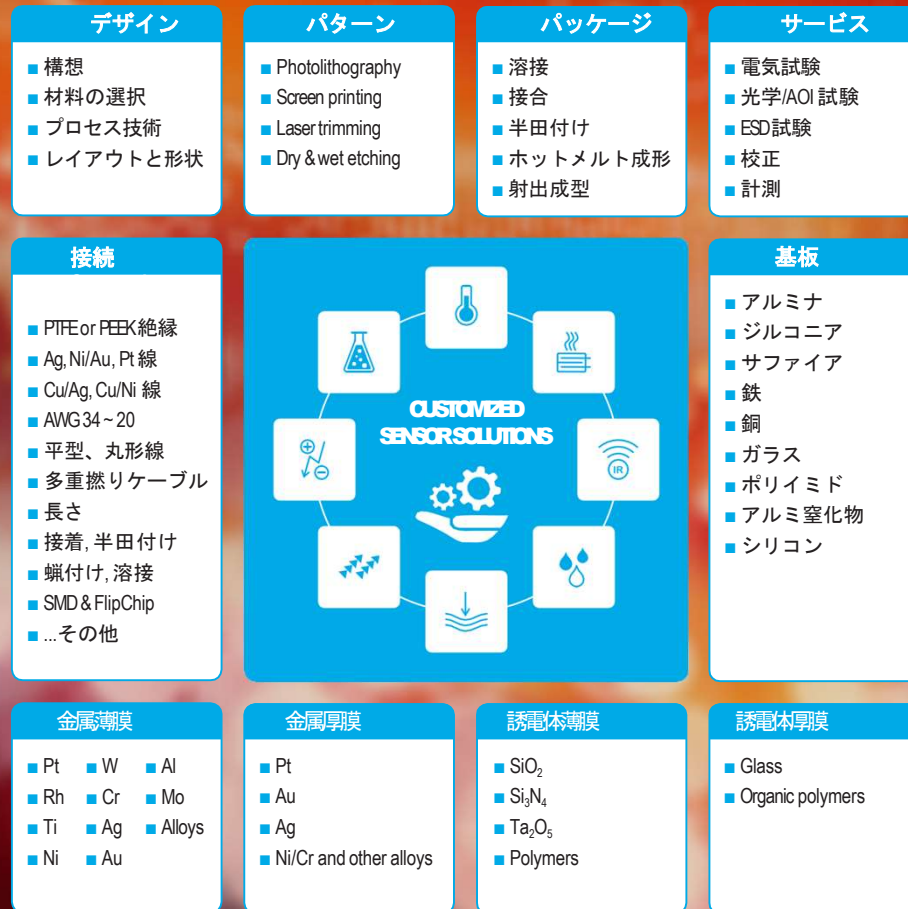 デザイン
構想
材料の選択
プロセス技術
レイアウトと形状
パターン
Photolithography
Screen printing
Laser trimming
Dry & wet etching
パッケージ
溶接
接合
半田付け
ホットメルト成形
射出成型
サービス
電気試験
光学/AOI 試験
ESD試験
校正
計測
接続
PTFE or PEEK 絶縁
Ag, Ni/Au, Pt 線
Cu/Ag, Cu/Ni 線
AWG 34 ~ 20
平型、丸形線
多重撚りケーブル
長さ
接着, 半田付け
蝋付け, 溶接
SMD & FlipChip
...その他
CUSTOMIZED
SENSOR SOLUTIONS
IR
基板
アルミナ
ジルコニア
サファイア
鉄
銅
ガラス
ポリイミド
アルミ窒化物
シリコン
金属薄膜
Pt W Al
Rh Cr Mo
Ti Ag Alloys
Ni Au
金属厚膜
Pt
Au
Ag
Ni/Cr and other alloys
誘電体薄膜
SiO₂
Si₃N₄
Ta₂O₅
Polymers
誘電体厚膜
Glass
Organic polymers